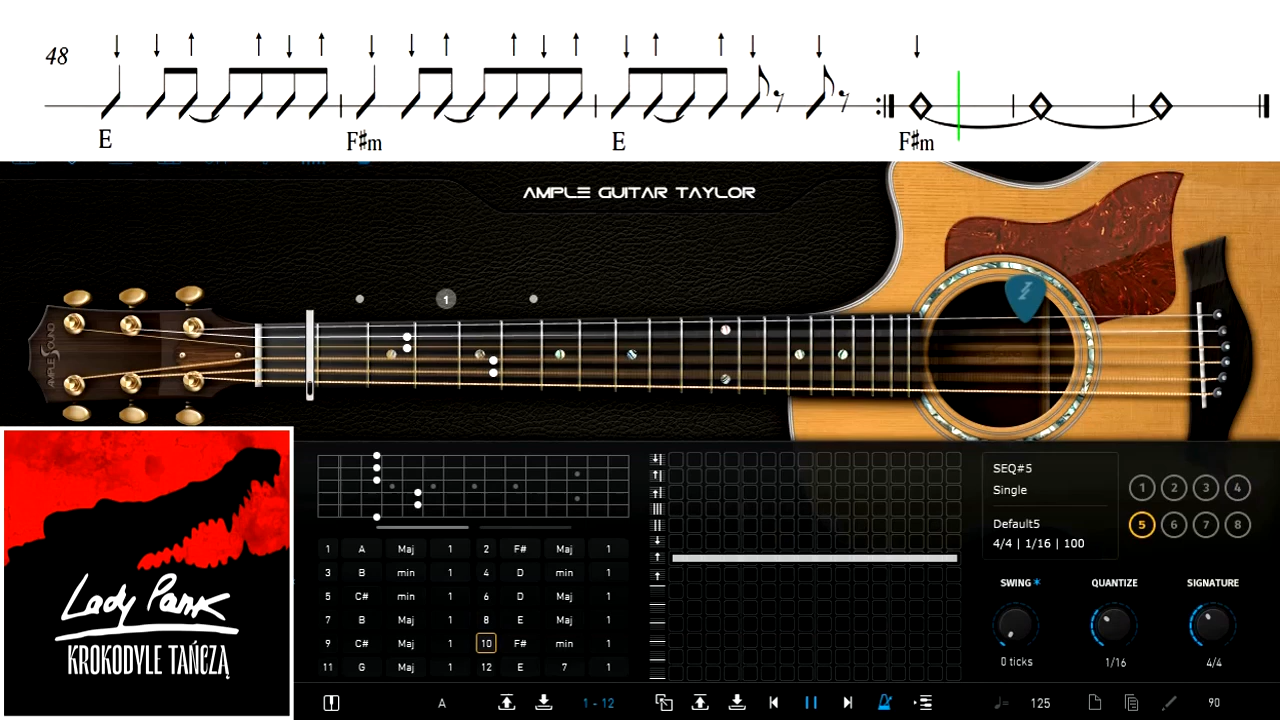 48
E F♯m E F♯m
AMPLE GUITAR TAYLOR
AMPLE SOUND
1
Lady Pank
KROKODYLE TAŃCZĄ
1 A Maj 1 2 F# Maj 1
3 B min 1 4 D min 1
5 C# min 1 6 D Maj 1
7 B Maj 1 8 E Maj 1
9 C# Maj 1 10 F# min 1
11 G Maj 1 12 E 7 1
A 1 - 12
SEQ#5
Single
Default5
4/4 | 1/16 | 100
1 2 3 4
5 6 7 8
SWING* QUANTIZE SIGNATURE
0 ticks 1/16 4/4
125 90